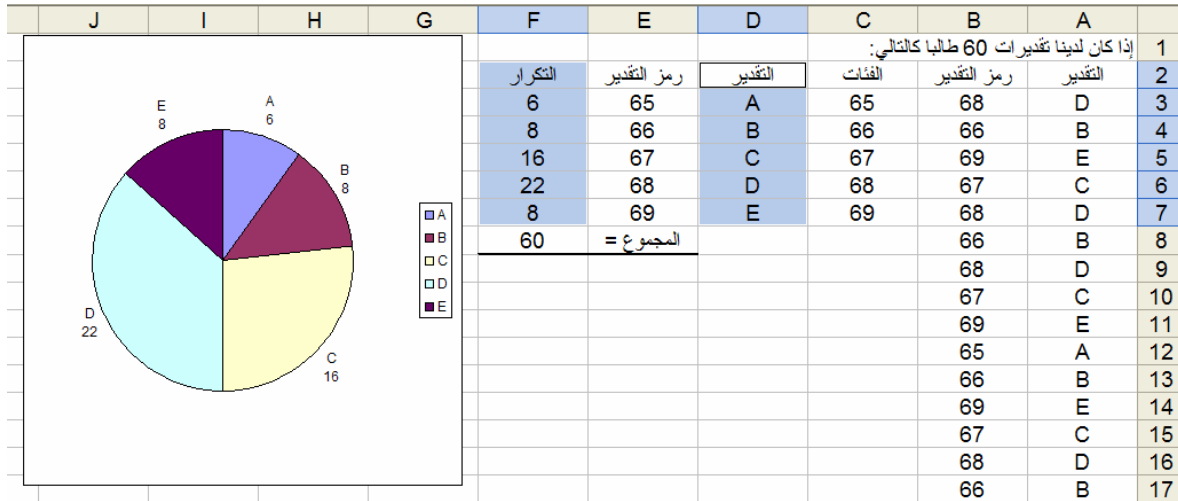 A B C D E F G H I J
1 إذا كان لدينا تقديرات 60 طالبا كالتالي:
2 التقدير رمز التقدير الفئات التقدير رمز التقدير التكرار
3 D 68 65 A 65 6
4 B 66 66 B 66 8
5 E 69 67 C 67 16
6 C 67 68 D 68 22
7 D 68 69 E 69 8
8 B 66 المجموع = 60
9 D 68
10 C 67
11 E 69
12 A 65
13 B 66
14 E 69
15 C 67
16 D 68
17 B 66
A
6
B
8
C
16
D
22
E
8
A
B
C
D
E